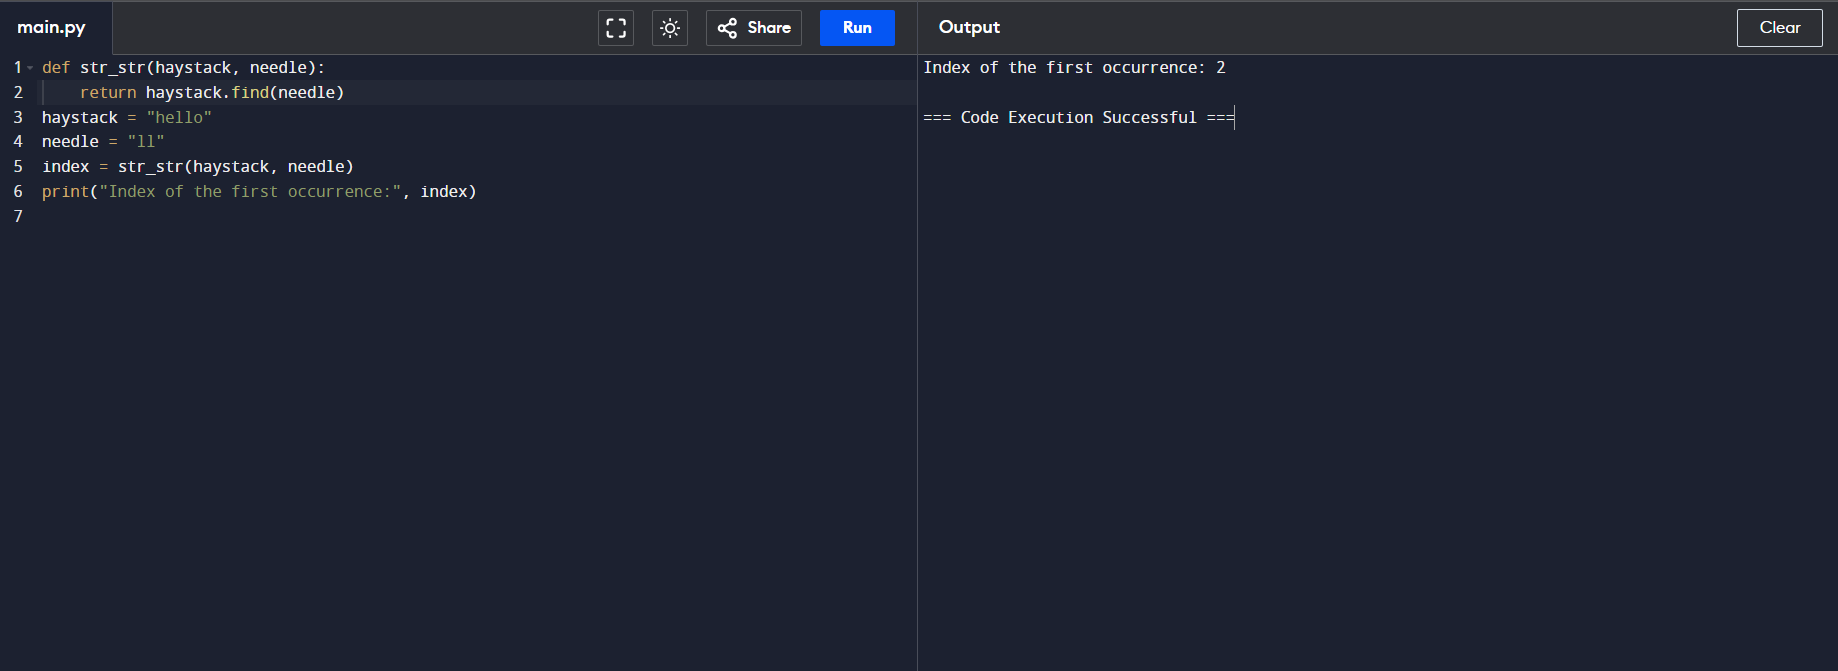 main.py
Share
Run
Output
Clear
1 def str_str(haystack, needle):
2     return haystack.find(needle)
3 haystack = "hello"
4 needle = "ll"
5 index = str_str(haystack, needle)
6 print("Index of the first occurrence:", index)
7
Index of the first occurrence: 2
=== Code Execution Successful ===